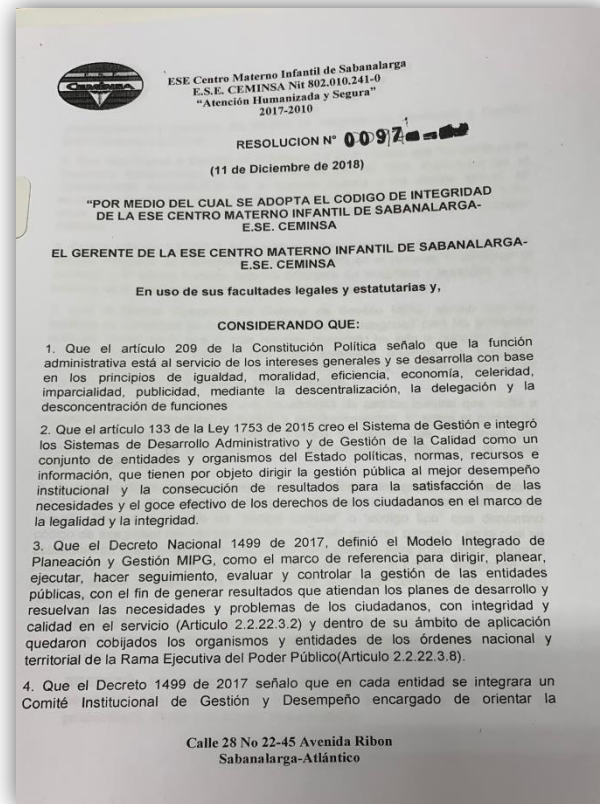 CEMINSA
ESE Centro Materno Infantil de Sabanalarga
E.S.E. CEMINSA Nit 802.010.241-0
"Atención Humanizada y Segura"
2017-2010
RESOLUCION N° 0097
(11 de Diciembre de 2018)
"POR MEDIO DEL CUAL SE ADOPTA EL CODIGO DE INTEGRIDAD
DE LA ESE CENTRO MATERNO INFANTIL DE SABANALARGA-
E.SE. CEMINSA
EL GERENTE DE LA ESE CENTRO MATERNO INFANTIL DE SABANALARGA-
E.SE. CEMINSA
En uso de sus facultades legales y estatutarias y,
CONSIDERANDO QUE:
1. Que el artículo 209 de la Constitución Política señalo que la función
administrativa está al servicio de los intereses generales y se desarrolla con base
en los principios de igualdad, moralidad, eficiencia, economía, celeridad,
imparcialidad, publicidad, mediante la descentralización, la delegación y la
desconcentración de funciones
2. Que el artículo 133 de la Ley 1753 de 2015 creo el Sistema de Gestión e integró
los Sistemas de Desarrollo Administrativo y de Gestión de la Calidad como un
conjunto de entidades y organismos del Estado políticas, normas, recursos e
información, que tienen por objeto dirigir la gestión pública al mejor desempeño
institucional y la consecución de resultados para la satisfacción de las
necesidades y el goce efectivo de los derechos de los ciudadanos en el marco de
la legalidad y la integridad.
3. Que el Decreto Nacional 1499 de 2017, definió el Modelo Integrado de
Planeación y Gestión MIPG, como el marco de referencia para dirigir, planear,
ejecutar, hacer seguimiento, evaluar y controlar la gestión de las entidades
públicas, con el fin de generar resultados que atiendan los planes de desarrollo y
resuelvan las necesidades y problemas de los ciudadanos, con integridad y
calidad en el servicio (Articulo 2.2.22.3.2) y dentro de su ámbito de aplicación
quedaron cobijados los organismos y entidades de los órdenes nacional y
territorial de la Rama Ejecutiva del Poder Público(Articulo 2.2.22.3.8).
4. Que el Decreto 1499 de 2017 señalo que en cada entidad se integrara un
Comité Institucional de Gestión y Desempeño encargado de orientar la
Calle 28 No 22-45 Avenida Ribon
Sabanalarga-Atlántico